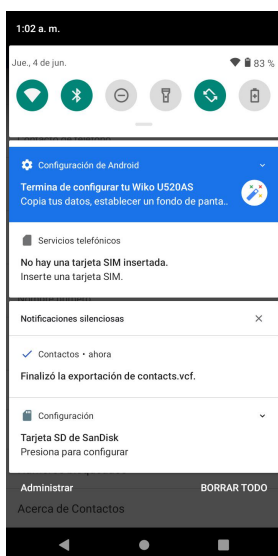 1:02 a. m.
Jue., 4 de jun.
83 %
Configuración de Android
Termina de configurar tu Wiko U520AS
Copia tus datos, establecer un fondo de panta..
Servicios telefónicos
No hay una tarjeta SIM insertada.
Inserte una tarjeta SIM.
Notificaciones silenciosas
Contactos • ahora
Finalizó la exportación de contacts.vcf.
Configuración
Tarjeta SD de SanDisk
Presiona para configurar
Administrar
BORRAR TODO
Acerca de Contactos